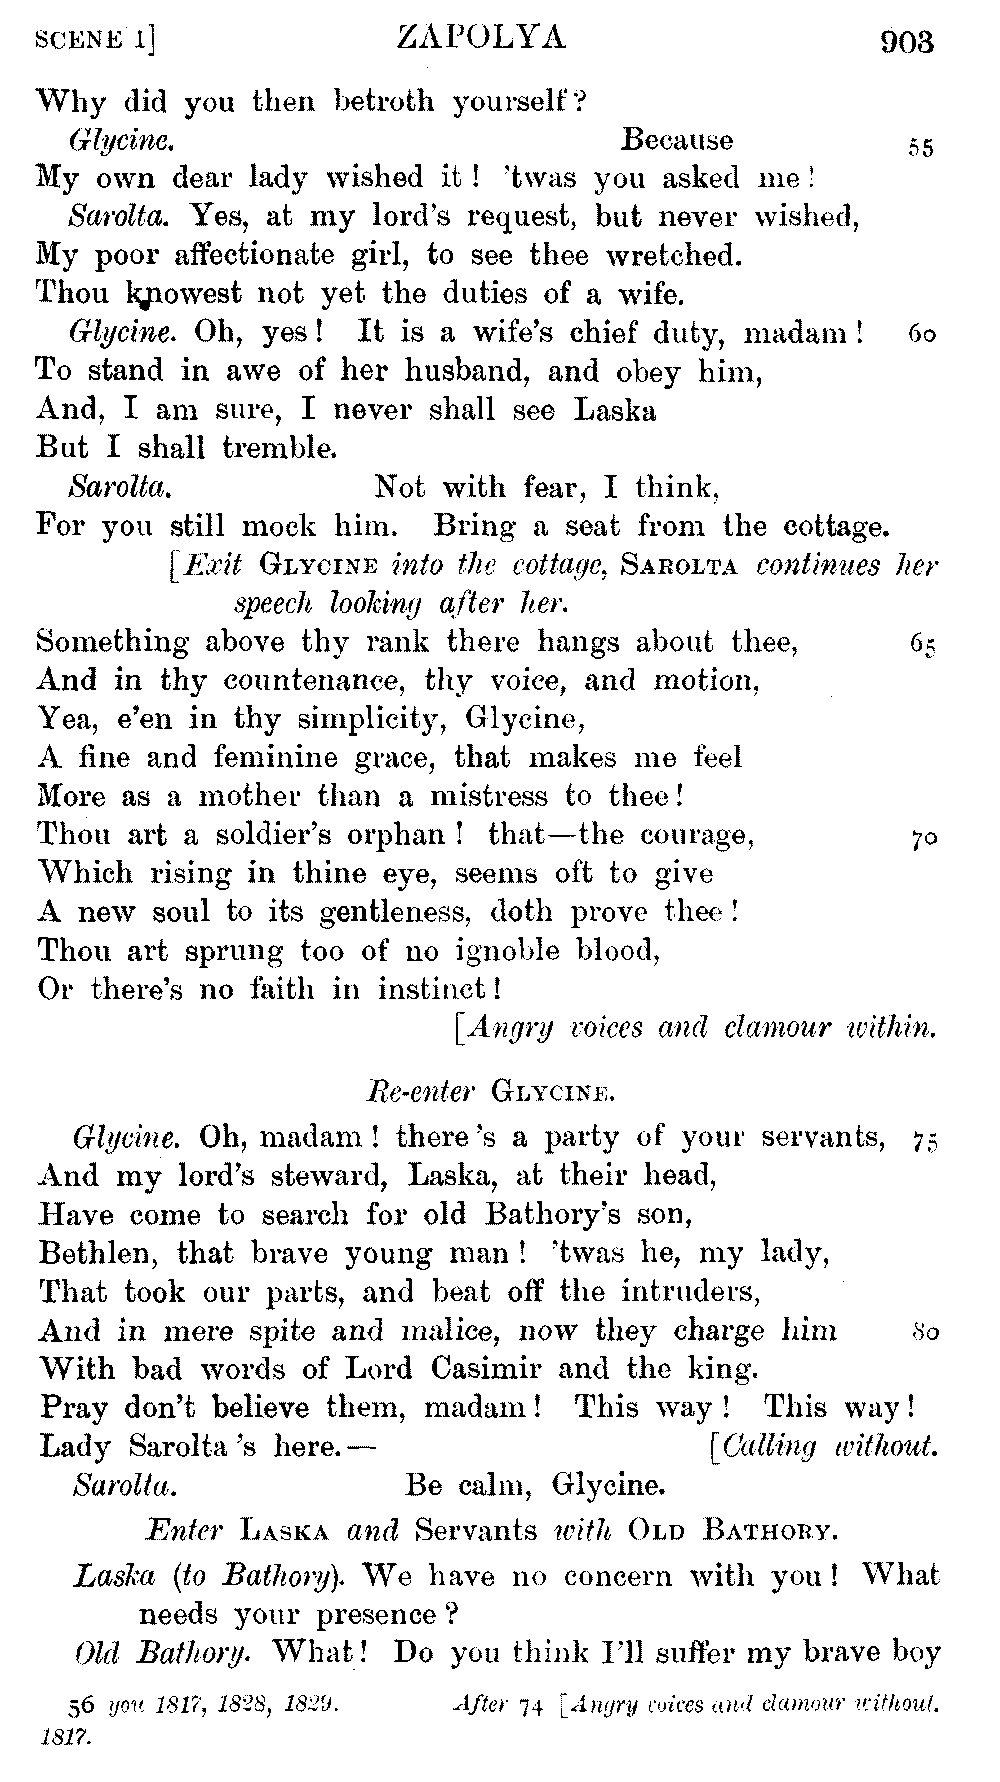 SCENE 1] ZAPOLYA 903
Why did you then betroth yourself?
Glycine. Because 55
My own dear lady wished it! 'twas you asked me!
Sarolta. Yes, at my lord's request, but never wished,
My poor affectionate girl, to see thee wretched.
Thou knowest not yet the duties of a wife.
Glycine. Oh, yes! It is a wife's chief duty, madam! 60
To stand in awe of her husband, and obey him,
And, I am sure, I never shall see Laska
But I shall tremble.
Sarolta. Not with fear, I think,
For you still mock him. Bring a seat from the cottage.
[Exit GLYCINE into the cottage, SAROLTA continues her
speech looking after her.
Something above thy rank there hangs about thee, 65
And in thy countenance, thy voice, and motion,
Yea, e'en in thy simplicity, Glycine,
A fine and feminine grace, that makes me feel
More as a mother than a mistress to thee!
Thou art a soldier's orphan! that—the courage, 70
Which rising in thine eye, seems oft to give
A new soul to its gentleness, doth prove thee!
Thou art sprung too of no ignoble blood,
Or there's no faith in instinct!
[Angry voices and clamour within.
Re-enter GLYCINE.
Glycine. Oh, madam! there's a party of your servants, 75
And my lord's steward, Laska, at their head,
Have come to search for old Bathory's son,
Bethlen, that brave young man! 'twas he, my lady,
That took our parts, and beat off the intruders,
And in mere spite and malice, now they charge him 80
With bad words of Lord Casimir and the king.
Pray don't believe them, madam! This way! This way!
Lady Sarolta's here.— [Calling without.
Sarolta. Be calm, Glycine.
Enter LASKA and Servants with OLD BATHORY.
Laska (to Bathory). We have no concern with you! What
needs your presence?
Old Bathory. What! Do you think I'll suffer my brave boy
56 you 1817, 1828, 1829. After 74 [Angry voices and clamour without.
1817.